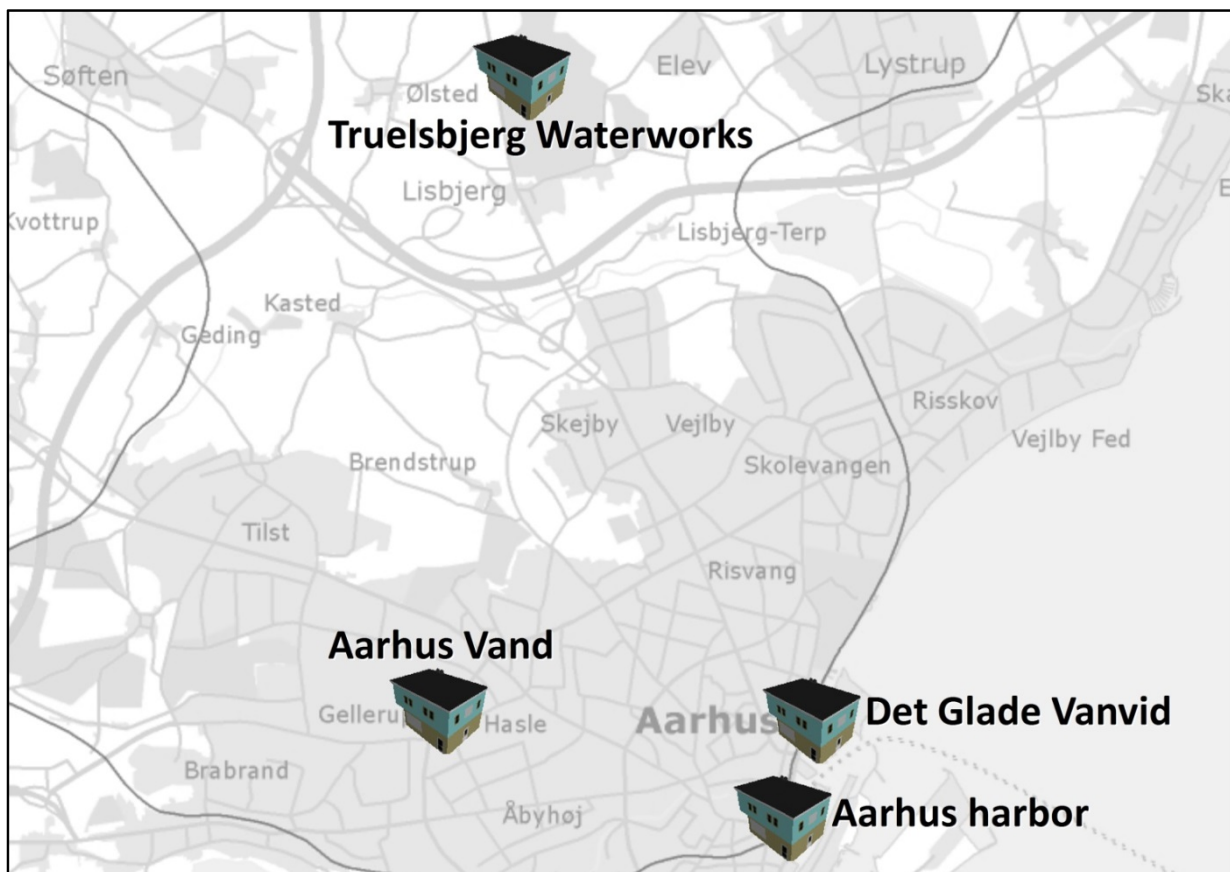 Søften
Ølsted
Elev
Lystrup
Truelsbjerg Waterworks
Lisbjerg
Kvottrup
Lisbjerg-Terp
Kasted
Geding
Risskov
Skejby
Vejlby
Vejlby Fed
Brendstrup
Skolevangen
Tilst
Risvang
Aarhus Vand
Gelleru
Hasle
Aarhus
Det Glade Vanvid
Brabrand
Åbyhøj
Aarhus harbor